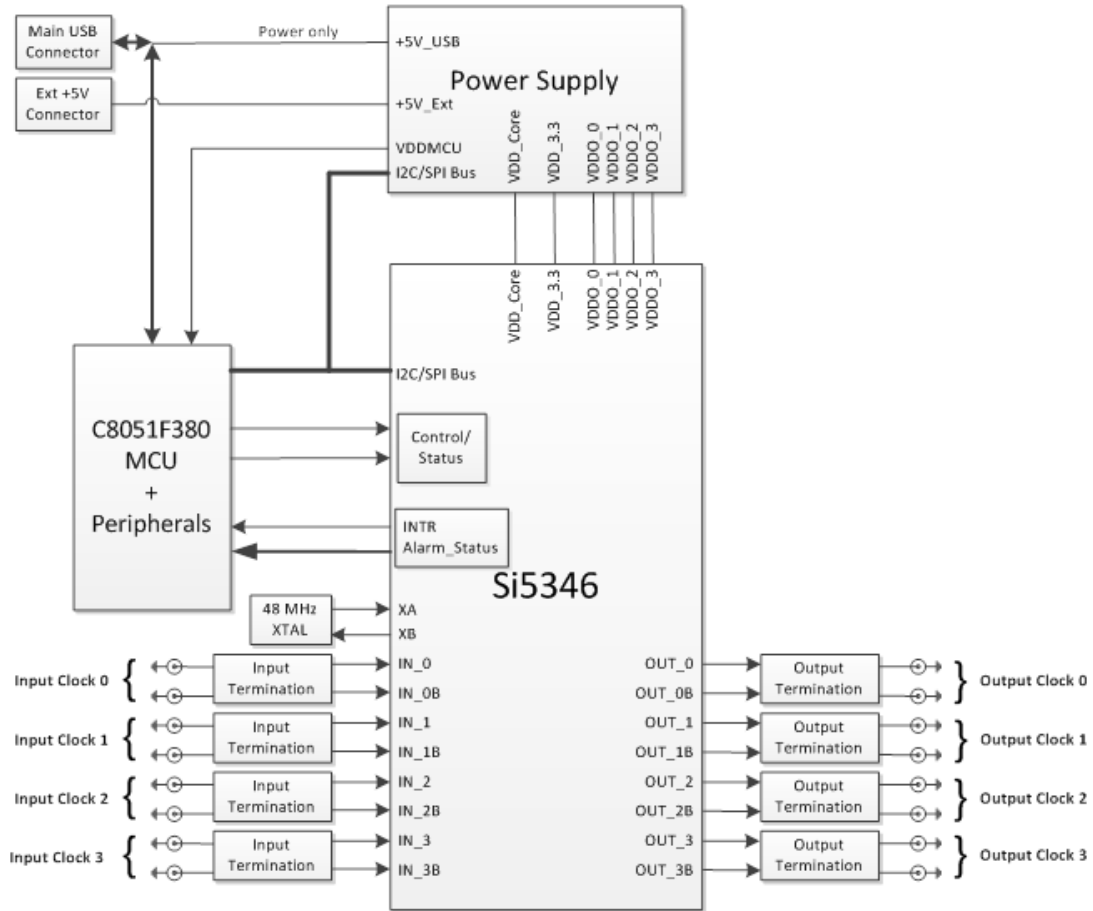 Main USB
Connector
Power only
+5V_USB
Power Supply
Ext +5V
Connector
+5V_Ext
VDDMCU
I2C/SPI Bus
VDD_Core
VDD_3.3
VDDO_0
VDDO_1
VDDO_2
VDDO_3
VDD_Core
VDD_3.3
VDDO_0
VDDO_1
VDDO_2
VDDO_3
I2C/SPI Bus
C8051F380
MCU
+
Peripherals
Control/
Status
INTR
Alarm_Status
Si5346
48 MHz
XTAL
XA
XB
Input Clock 0
Input
Termination
IN_0
IN_0B
OUT_0
OUT_0B
Output
Termination
Output Clock 0
Input Clock 1
Input
Termination
IN_1
IN_1B
OUT_1
OUT_1B
Output
Termination
Output Clock 1
Input Clock 2
Input
Termination
IN_2
IN_2B
OUT_2
OUT_2B
Output
Termination
Output Clock 2
Input Clock 3
Input
Termination
IN_3
IN_3B
OUT_3
OUT_3B
Output
Termination
Output Clock 3